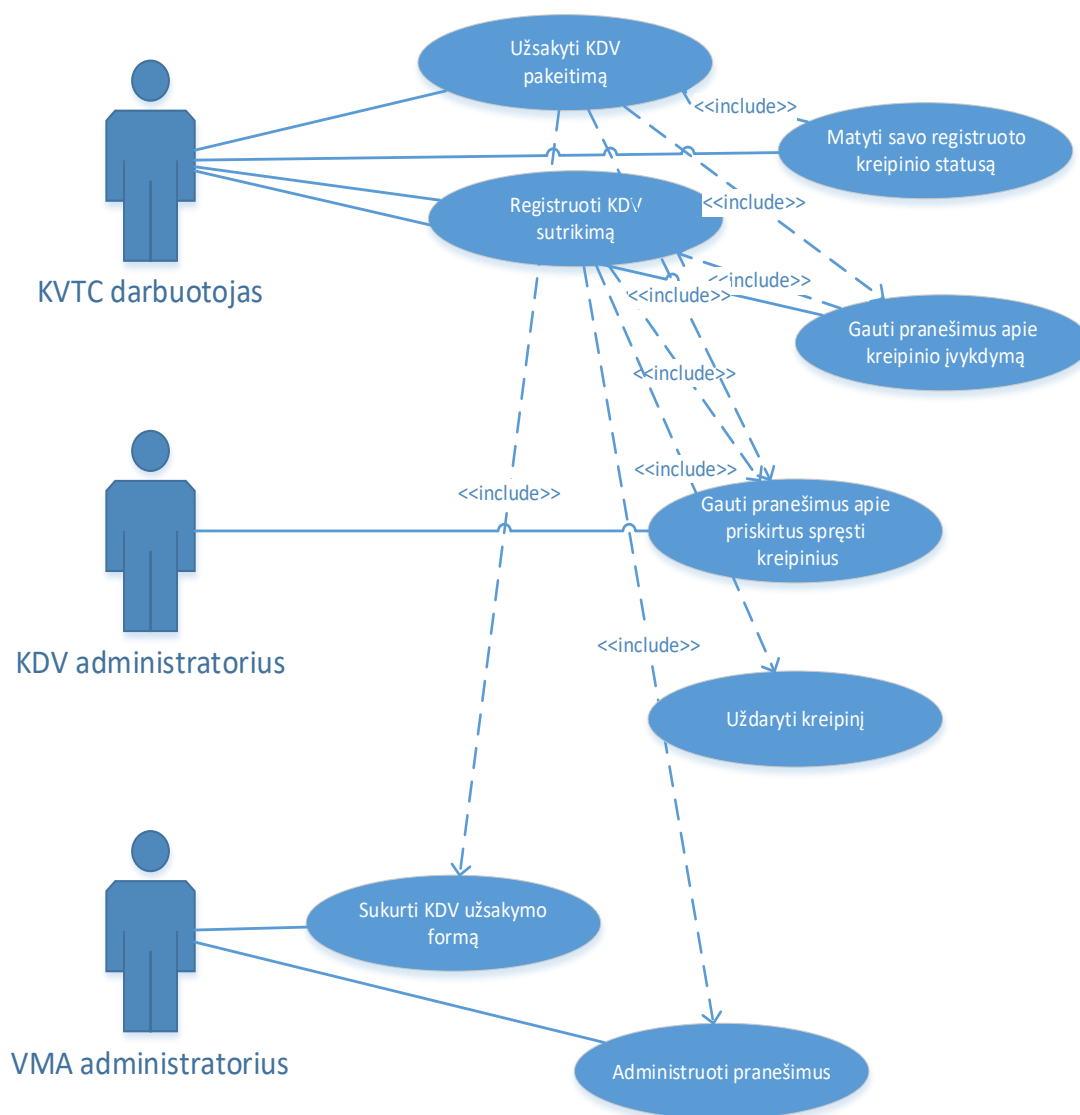 Užsakyti KDV
pakeitimą
<<include>>
Matyti savo registruoto
kreipinio statusą
Registruoti KDV
sutrikimą
<<include>>
KVTC darbuotojas
<<include>>
<<include>>
Gauti pranešimus apie
kreipinio įvykdymą
<<include>>
<<include>>
<<include>>
Gauti pranešimus apie
priskirtus spręsti
kreipinius
KDV administratorius
<<include>>
Uždaryti kreipinį
Sukurti KDV užsakymo
formą
VMA administratorius
Administruoti pranešimus